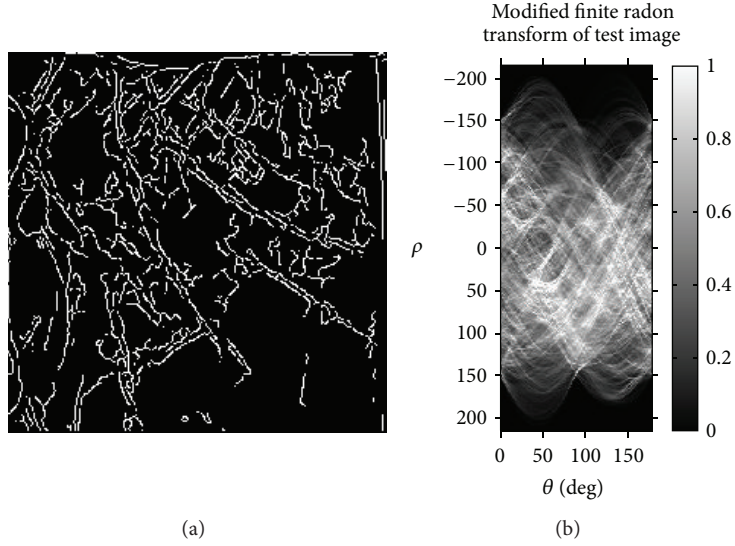 Modified finite radon
transform of test image
−200
−150
−100
−50
0
50
100
150
200
ρ
0 50 100 150
θ (deg)
1
0.8
0.6
0.4
0.2
0
(a)
(b)